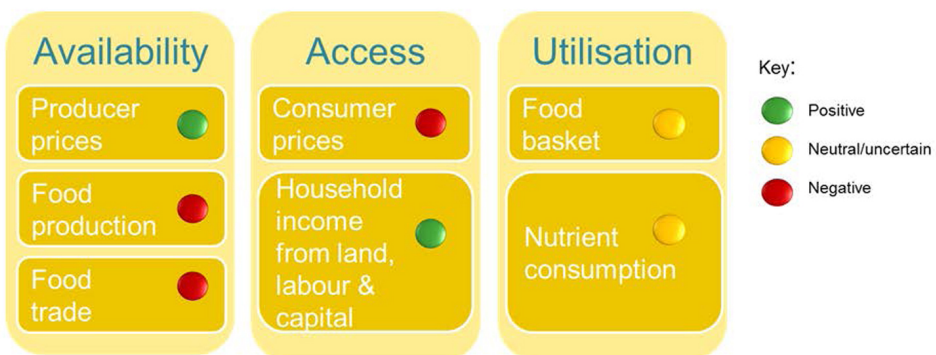 Availability
Producer
prices
Food
production
Food
trade
Access
Consumer
prices
Household
income
from land,
labour &
capital
Utilisation
Food
basket
Nutrient
consumption
Key:
Positive
Neutral/uncertain
Negative